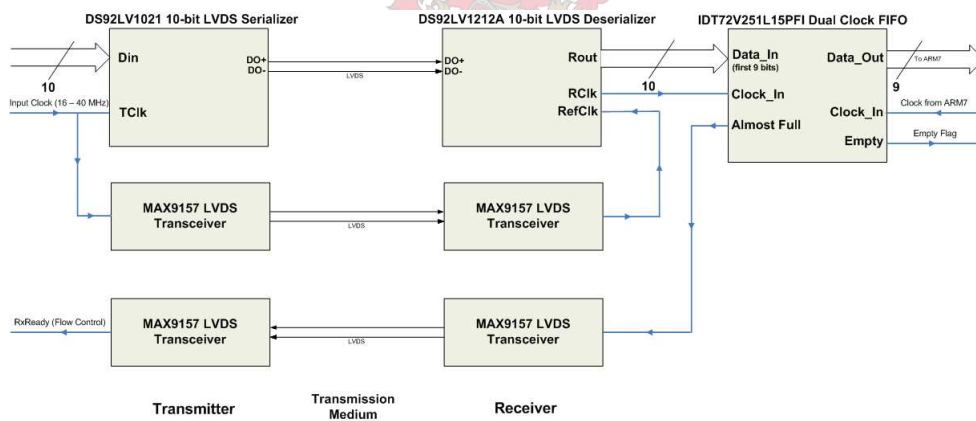 DS92LV1021 10-bit LVDS Serializer
DS92LV1212A 10-bit LVDS Deserializer
IDT72V251L15PFI Dual Clock FIFO
Din
10
Input Clock (16 – 40 MHz)
TClk
DO+
DO-
LVDS
DO+
DO-
Rout
RClk
RefClk
10
Data_In
(first 9 bits)
Clock_In
Almost Full
Data_Out
Clock_In
Empty
To ARM7
9
Clock from ARM7
Empty Flag
MAX9157 LVDS
Transceiver
LVDS
MAX9157 LVDS
Transceiver
RxReady (Flow Control)
MAX9157 LVDS
Transceiver
LVDS
MAX9157 LVDS
Transceiver
Transmitter
Transmission
Medium
Receiver